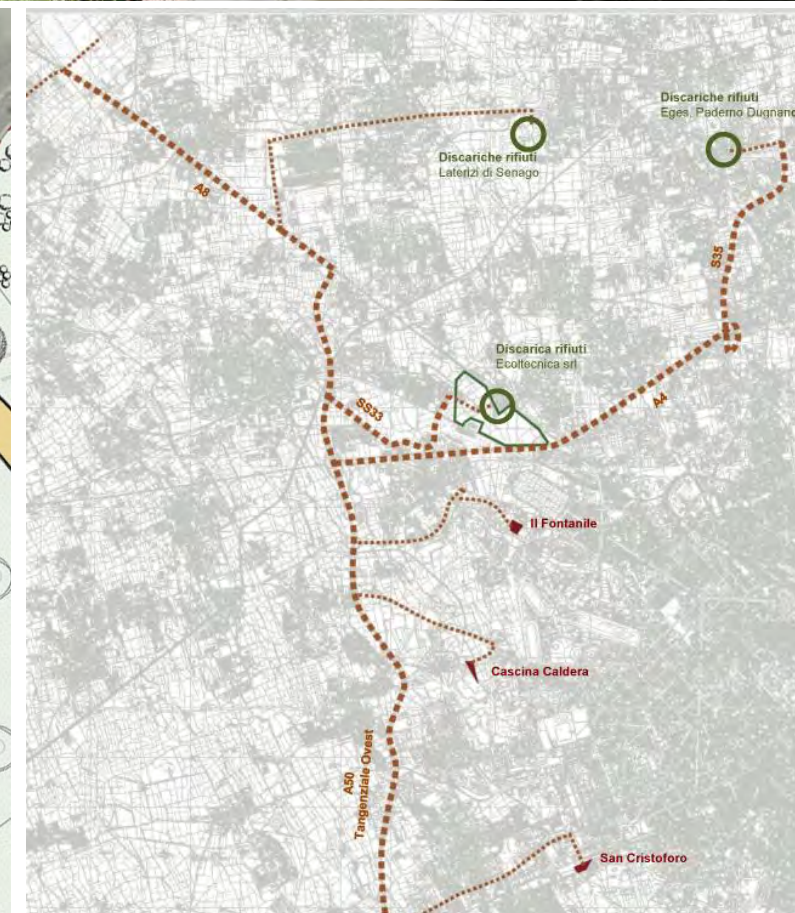 Discariche rifiuti
Eges, Paderno Dugnano
Discariche rifiuti
Laterizi di Senago
A8
S35
Discarica rifiuti
Ecoltecnica srl
SS33
A4
Il Fontanile
Cascina Caldera
A50
Tangenziale Ovest
San Cristoforo